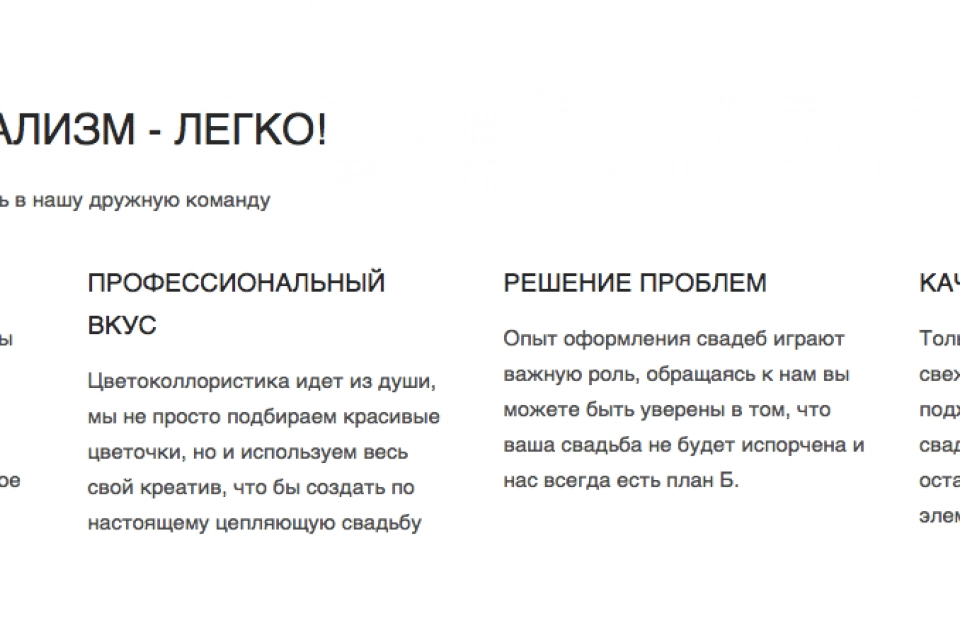 АЛИЗМ - ЛЕГКО!
ь в нашу дружную команду
ы
ое
ПРОФЕССИОНАЛЬНЫЙ
ВКУС
Цветоколлористика идет из души,
мы не просто подбираем красивые
цветочки, но и используем весь
свой креатив, что бы создать по
настоящему цепляющую свадьбу
РЕШЕНИЕ ПРОБЛЕМ
Опыт оформления свадеб играют
важную роль, обращаясь к нам вы
можете быть уверены в том, что
ваша свадьба не будет испорчена и
нас всегда есть план Б.
КАЧ
Толь
свеж
подх
свад
оста
элем